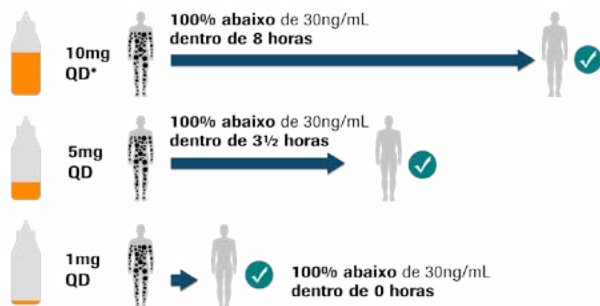 100% abaixo de 30ng/mL
dentro de 8 horas
10mg
QD*
100% abaixo de 30ng/mL
dentro de 3½ horas
5mg
QD
1mg
QD
100% abaixo de 30ng/mL
dentro de 0 horas